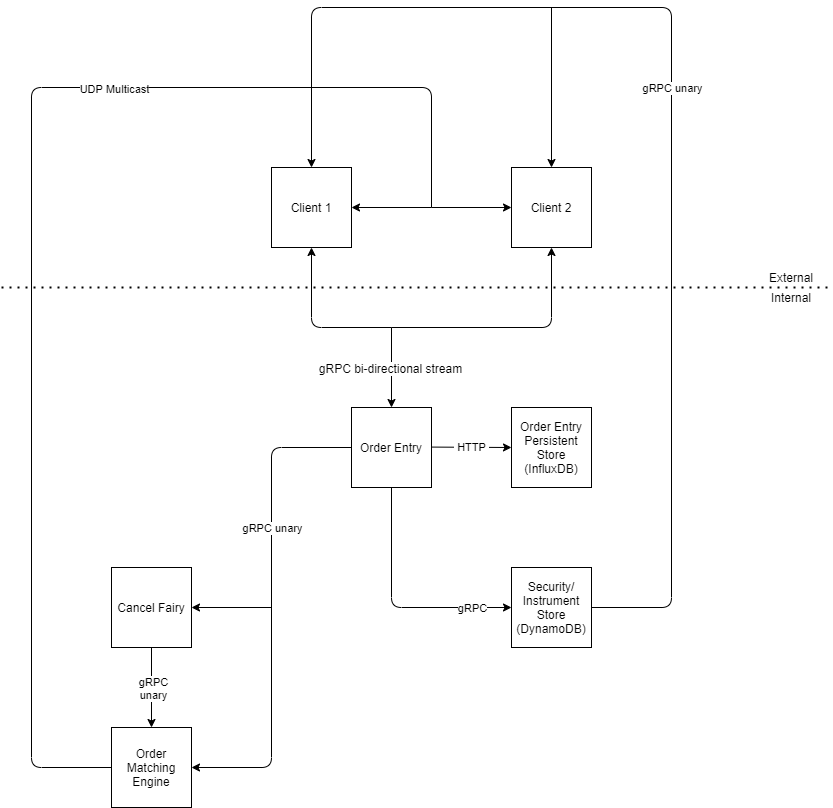 UDP Multicast
gRPC unary
Client 1
Client 2
External
Internal
gRPC bi-directional stream
Order Entry
HTTP
Order Entry
Persistent
Store
(InfluxDB)
gRPC unary
Cancel Fairy
gRPC
Security/
Instrument
Store
(DynamoDB)
gRPC
unary
Order
Matching
Engine